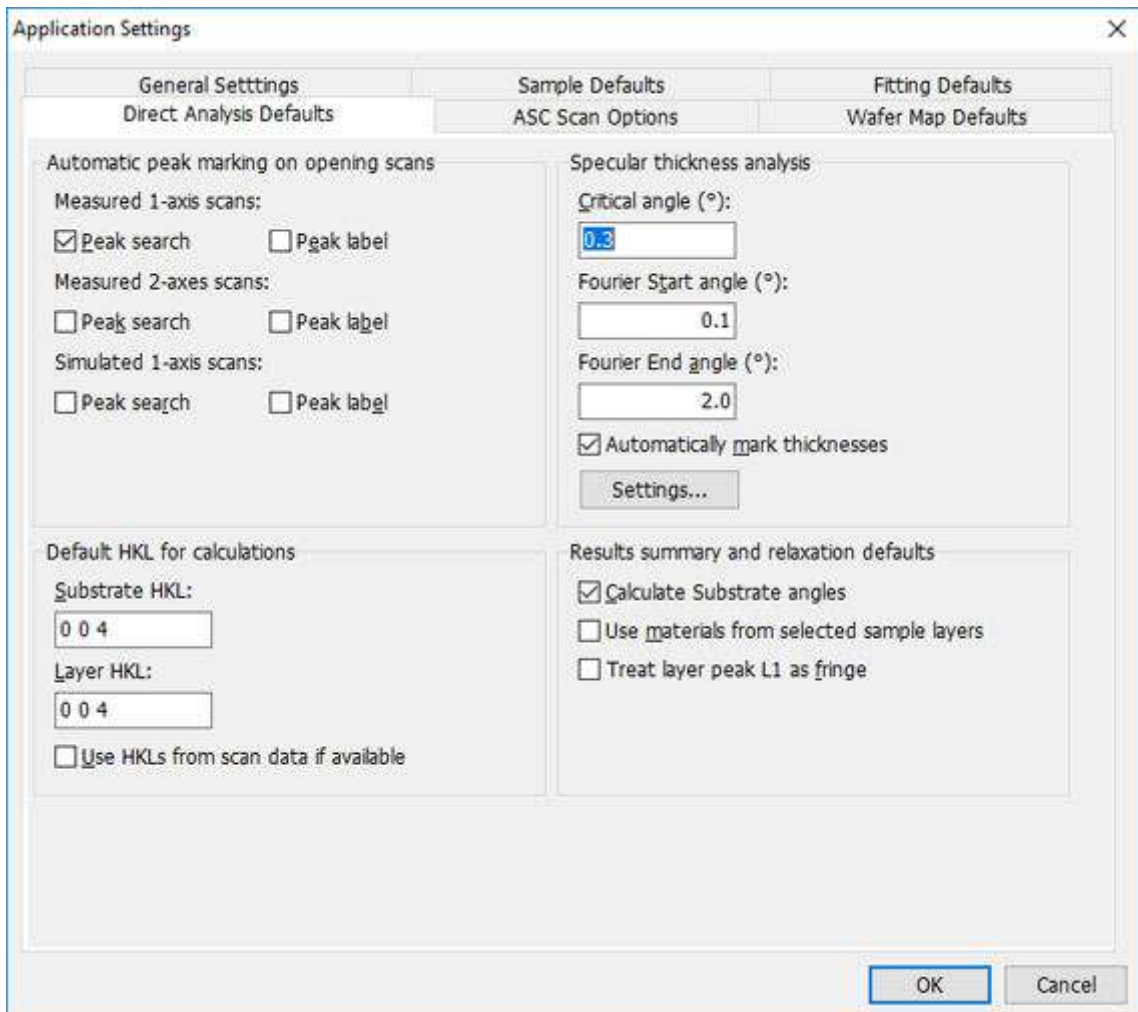 Application Settings
General Setttings
Sample Defaults
Fitting Defaults
Direct Analysis Defaults
ASC Scan Options
Wafer Map Defaults
Automatic peak marking on opening scans
Measured 1-axis scans:
Peak search
Peak label
Measured 2-axes scans:
Peak search
Peak label
Simulated 1-axis scans:
Peak search
Peak label
Specular thickness analysis
Critical angle (°):
0.3
Fourier Start angle (°):
0.1
Fourier End angle (°):
2.0
Automatically mark thicknesses
Settings...
Default HKL for calculations
Substrate HKL:
0 0 4
Layer HKL:
0 0 4
Use HKLs from scan data if available
Results summary and relaxation defaults
Calculate Substrate angles
Use materials from selected sample layers
Treat layer peak L1 as fringe
OK
Cancel